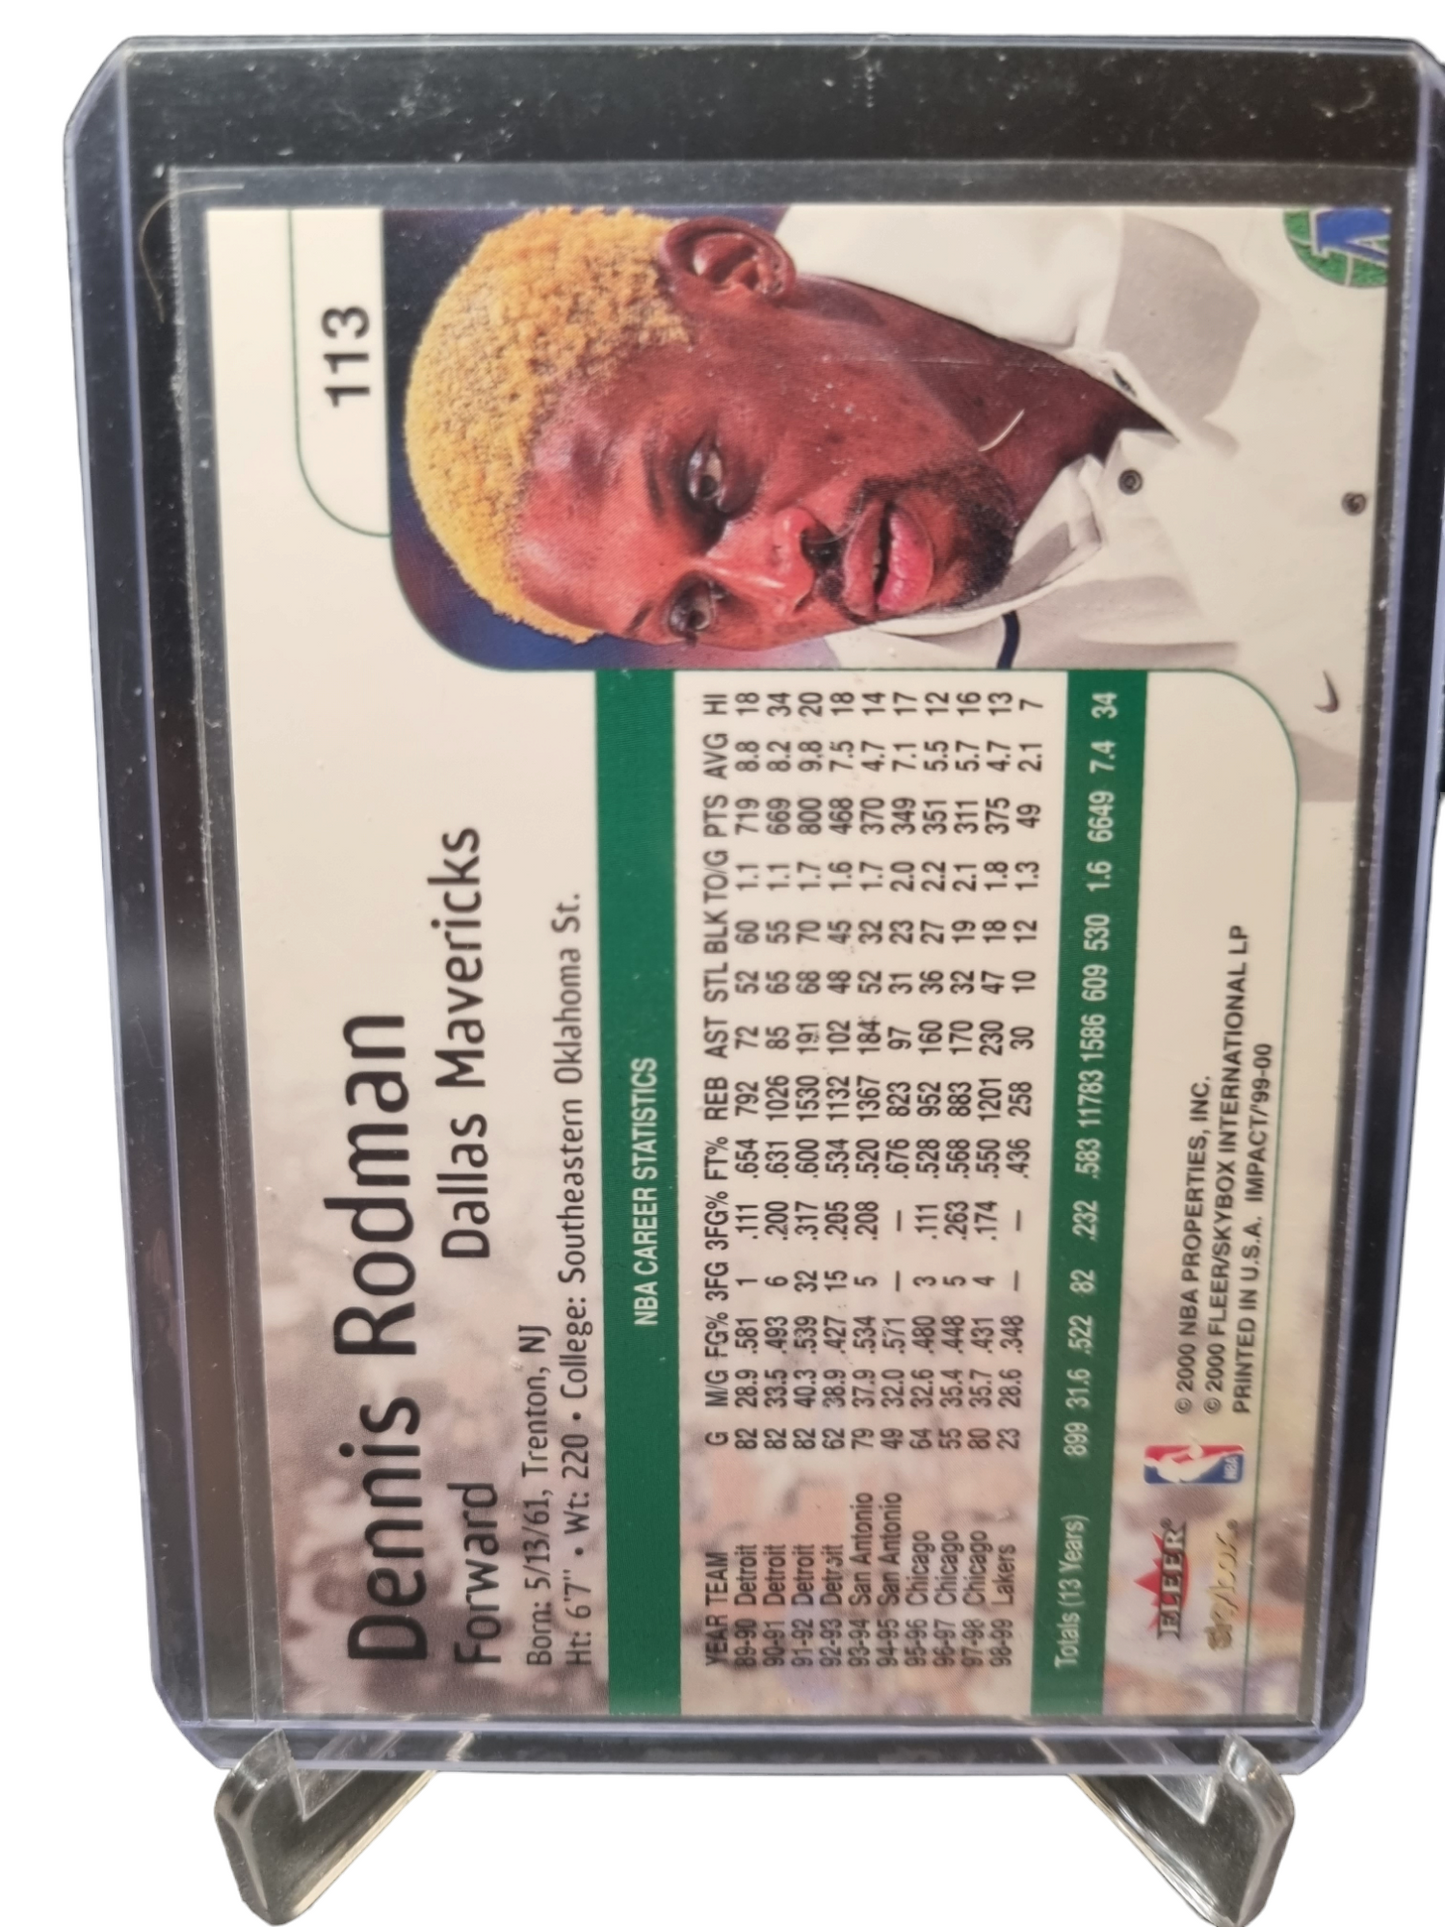 113
Dennis Rodman
Forward Dallas Mavericks
Born: 5/13/61, Trenton, NJ
Ht: 6'7" • Wt: 220 • College: Southeastern Oklahoma St.
NBA CAREER STATISTICS
YEAR TEAM G M/G FG% 3FG 3FG% FT% REB AST STL BLK TO/G PTS AVG HI
89-90 Detroit 82 28.9 .581 1 .111 .654 792 72 52 60 1.1 719 8.8 18
90-91 Detroit 82 33.5 .493 6 .200 .631 1026 85 65 55 1.1 669 8.2 34
91-92 Detroit 82 40.3 .539 32 .317 .600 1530 191 68 70 1.7 800 9.8 20
92-93 Detroit 62 38.9 .427 15 .205 .534 1132 102 48 45 1.6 468 7.5 18
93-94 San Antonio 79 37.9 .534 5 .208 .520 1367 184 52 32 1.7 370 4.7 14
94-95 San Antonio 49 32.0 .571 — — .676 823 97 31 23 2.0 349 7.1 17
95-96 Chicago 64 32.6 .480 3 .111 .528 952 160 36 27 2.2 351 5.5 12
96-97 Chicago 55 35.4 .448 5 .263 .568 883 170 32 19 2.1 311 5.7 16
97-98 Chicago 80 35.7 .431 4 .174 .550 1201 230 47 18 1.8 375 4.7 13
98-99 Lakers 23 28.6 .348 — — .436 258 30 10 12 1.3 49 2.1 7
Totals (13 Years) 899 31.6 .522 82 .232 .583 11783 1586 609 530 1.6 6649 7.4 34
FLEER®
SkyBox®
NBA
© 2000 NBA PROPERTIES, INC.
© 2000 FLEER/SKYBOX INTERNATIONAL LP
PRINTED IN U.S.A. IMPACT/'99-00